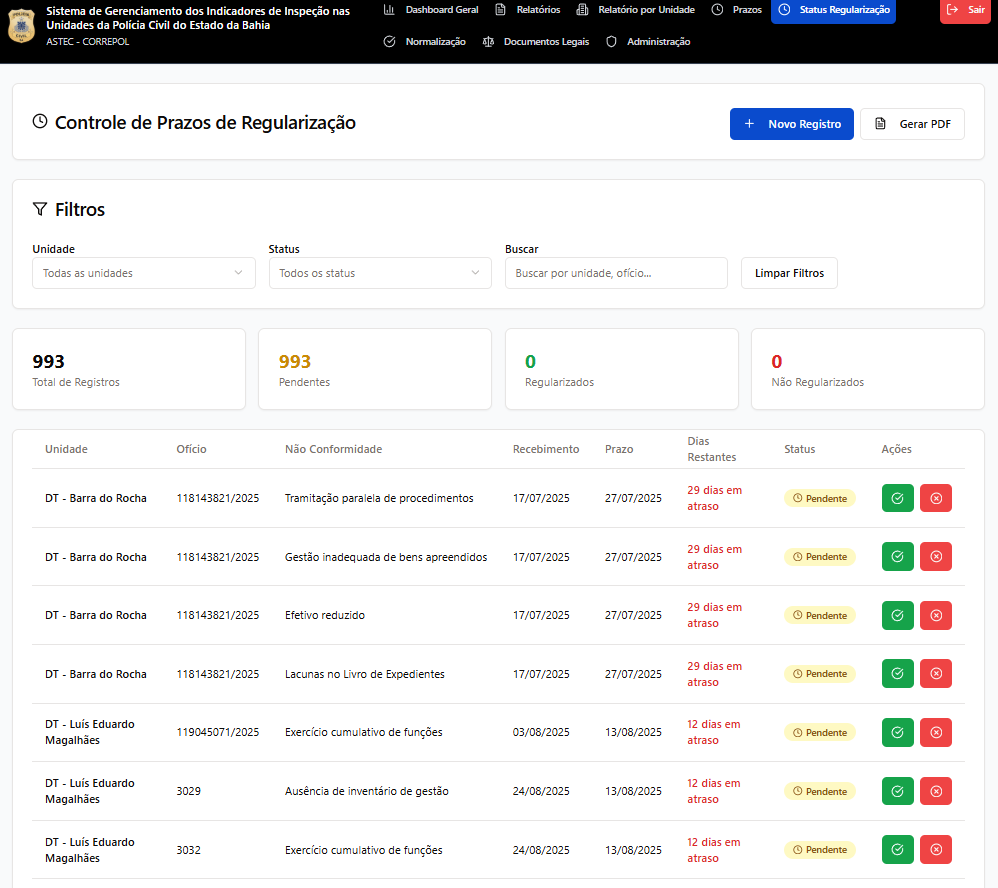 Sistema de Gerenciamento dos Indicadores de Inspeção nas
Unidades da Polícia Civil do Estado da Bahia
ASTEC - CORREPOL
Dashboard Geral
Relatórios
Relatório por Unidade
Prazos
Status Regularização
Sair
Normalização
Documentos Legais
Administração
Controle de Prazos de Regularização
+ Novo Registro
Gerar PDF
Filtros
Unidade
Status
Buscar
Todas as unidades
Todos os status
Buscar por unidade, ofício...
Limpar Filtros
993
Total de Registros
993
Pendentes
0
Regularizados
0
Não Regularizados
Unidade Ofício Não Conformidade Recebimento Prazo Dias Restantes Status Ações
DT - Barra do Rocha 118143821/2025 Tramitação paralela de procedimentos 17/07/2025 27/07/2025 29 dias em atraso Pendente
DT - Barra do Rocha 118143821/2025 Gestão inadequada de bens apreendidos 17/07/2025 27/07/2025 29 dias em atraso Pendente
DT - Barra do Rocha 118143821/2025 Efetivo reduzido 17/07/2025 27/07/2025 29 dias em atraso Pendente
DT - Barra do Rocha 118143821/2025 Lacunas no Livro de Expedientes 17/07/2025 27/07/2025 29 dias em atraso Pendente
DT - Luís Eduardo Magalhães 119045071/2025 Exercício cumulativo de funções 03/08/2025 13/08/2025 12 dias em atraso Pendente
DT - Luís Eduardo Magalhães 3029 Ausência de inventário de gestão 24/08/2025 13/08/2025 12 dias em atraso Pendente
DT - Luís Eduardo Magalhães 3032 Exercício cumulativo de funções 24/08/2025 13/08/2025 12 dias em atraso Pendente